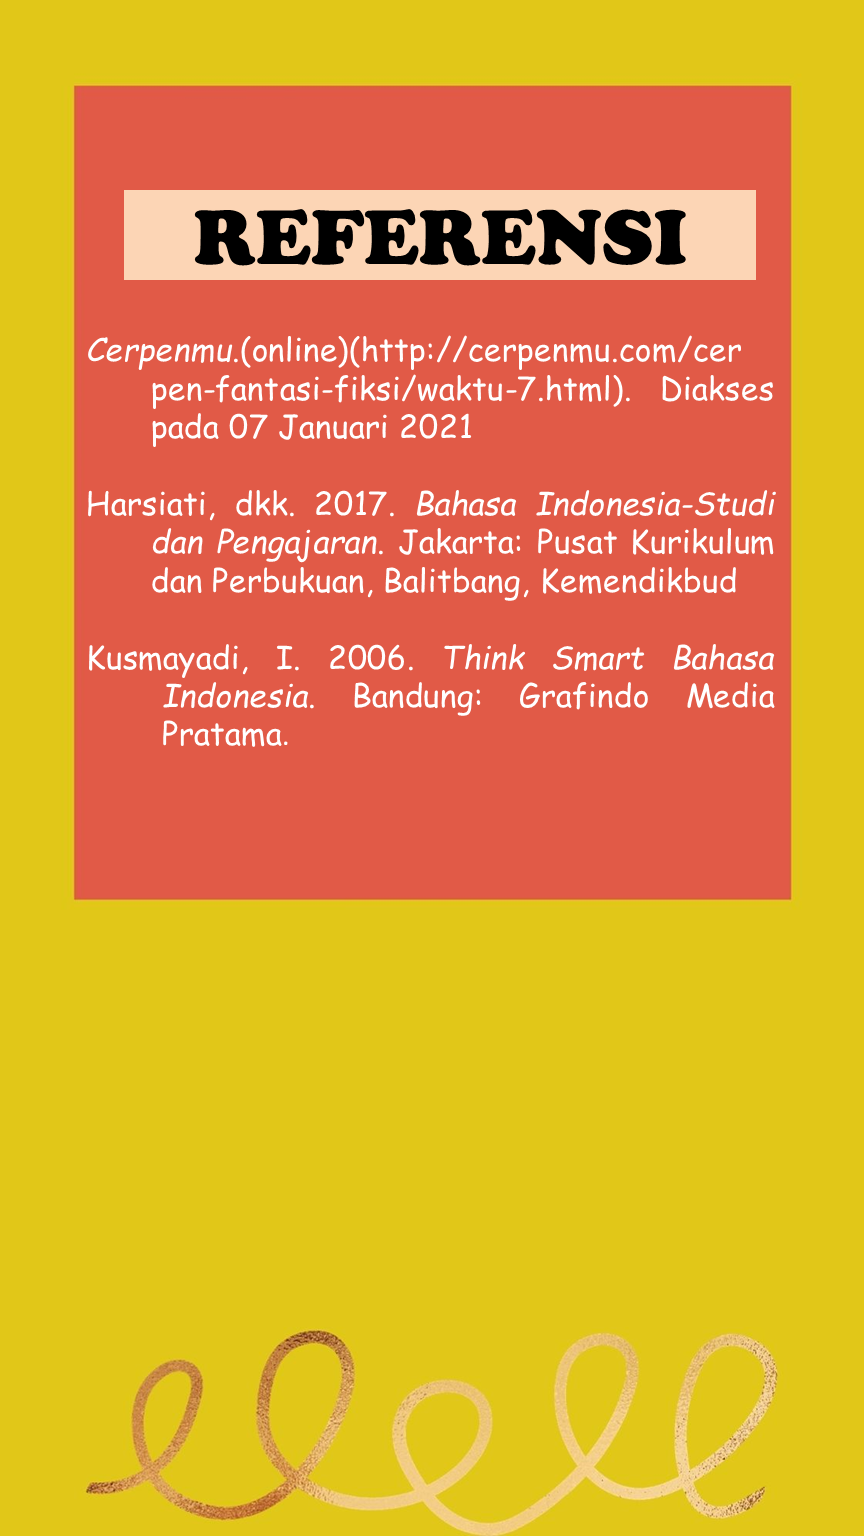 REFERENSI
Cerpenmu.(online)(http://cerpenmu.com/cer
pen-fantasi-fiksi/waktu-7.html). Diakses
pada 07 Januari 2021
Harsiati, dkk. 2017. Bahasa Indonesia-Studi
dan Pengajaran. Jakarta: Pusat Kurikulum
dan Perbukuan, Balitbang, Kemendikbud
Kusmayadi, I. 2006. Think Smart Bahasa
Indonesia. Bandung: Grafindo Media
Pratama.